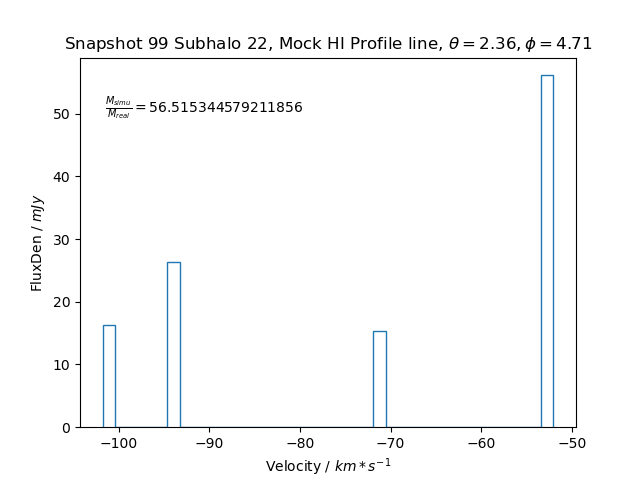 Snapshot 99 Subhalo 22, Mock HI Profile line, θ = 2.36, ϕ = 4.71
M_simu/M_real = 56.515344579211856
FluxDen / mJy
50
40
30
20
10
0
−100 −90 −80 −70 −60 −50
Velocity / km * s⁻¹